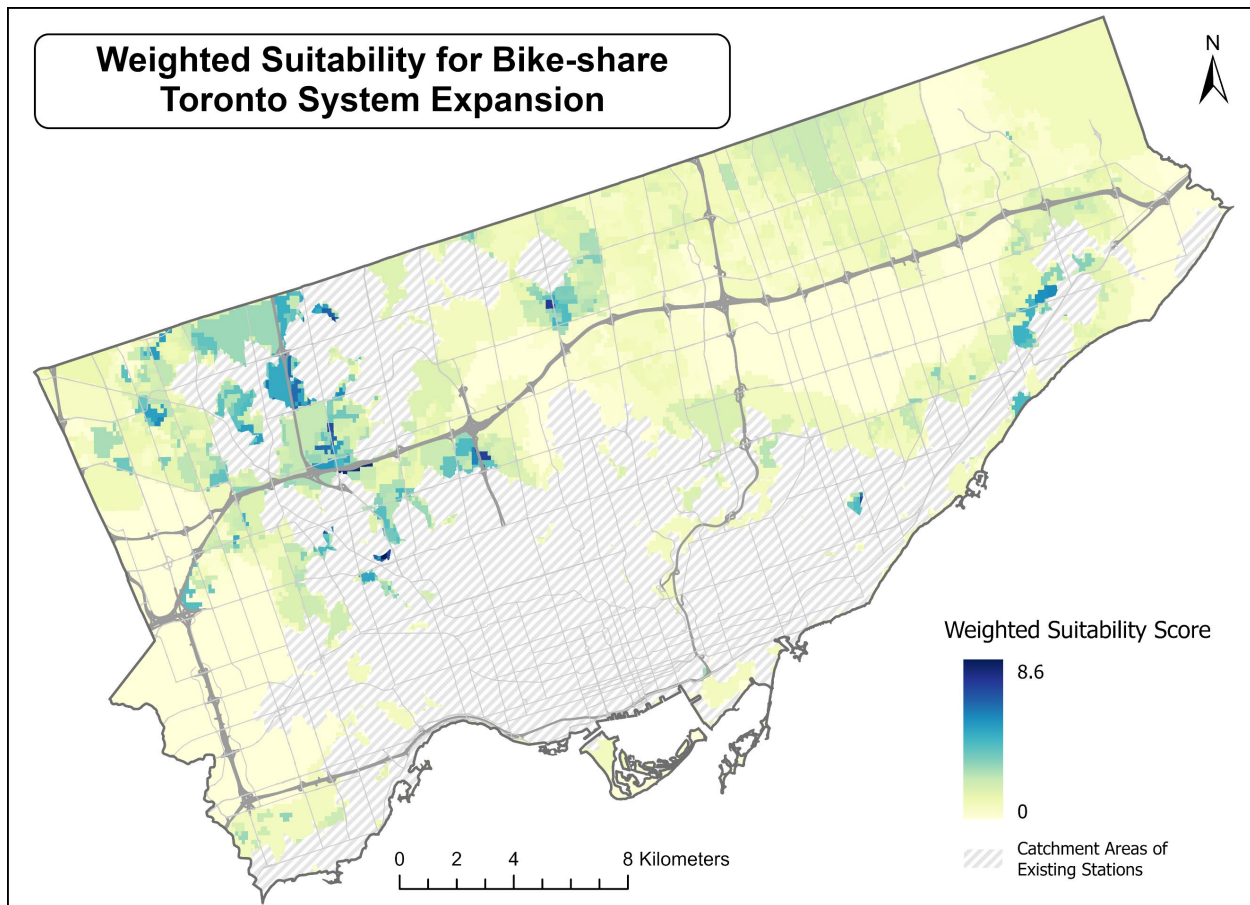 Weighted Suitability for Bike-share
Toronto System Expansion
N
Weighted Suitability Score
8.6
0
Catchment Areas of
Existing Stations
0 2 4 8 Kilometers